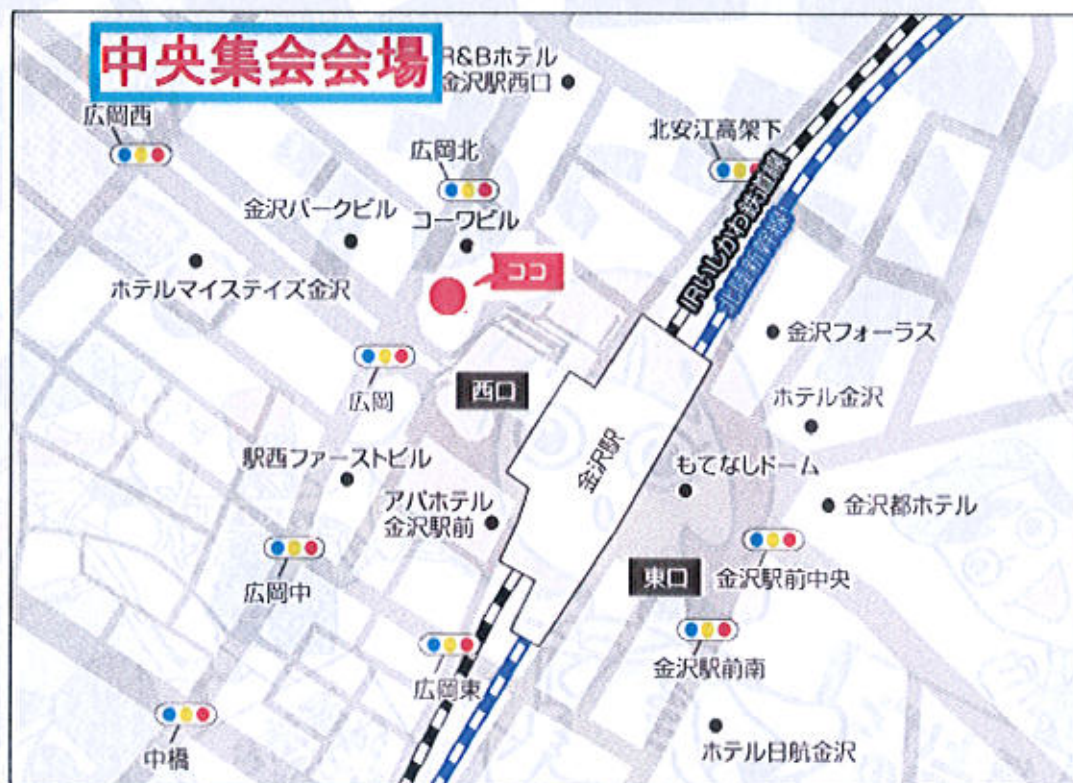 中央集会会場
R&Bホテル
金沢駅西口
広岡西
北安江高架下
広岡北
金沢パークビル
コーワビル
ココ
ホテルマイステイズ金沢
IRいしかわ鉄道線
北陸新幹線
金沢フォーラス
広岡
西口
ホテル金沢
駅西ファーストビル
金沢駅
もてなしドーム
アパホテル
金沢駅前
金沢都ホテル
広岡中
東口
金沢駅前中央
広岡東
金沢駅前南
中橋
ホテル日航金沢